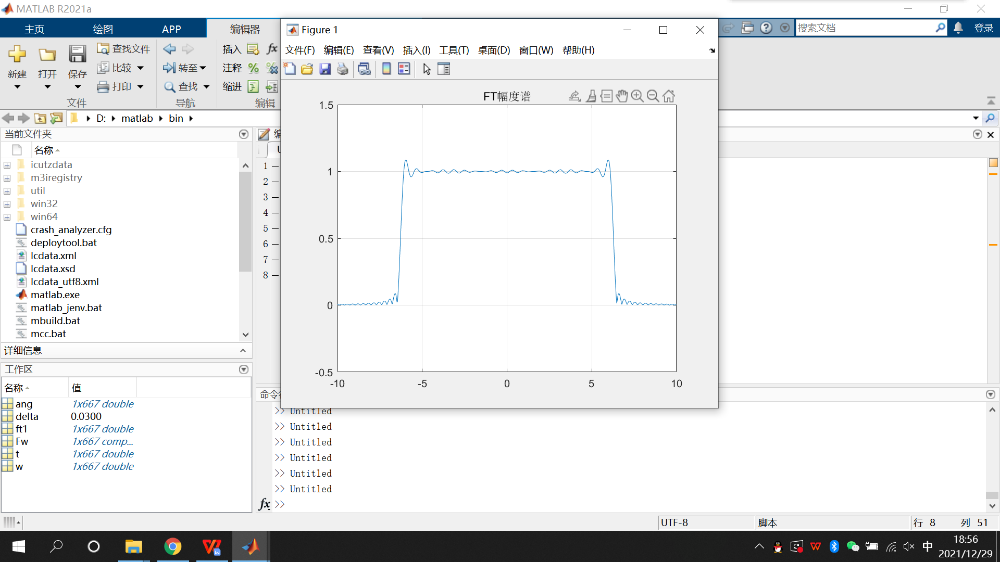 MATLAB R2021a
主页
绘图
APP
编辑器
搜索文档
登录
Figure 1
文件(F) 编辑(E) 查看(V) 插入(I) 工具(T) 桌面(D) 窗口(W) 帮助(H)
新建
打开
保存
查找文件
比较
打印
文件
转至
查找
导航
插入
fx
注释
缩进
编辑
D: matlab bin
当前文件夹
名称
icutzdata
m3iregistry
util
win32
win64
crash_analyzer.cfg
deploytool.bat
lcdata.xml
lcdata.xsd
lcdata_utf8.xml
matlab.exe
matlab_jenv.bat
mbuild.bat
mcc.bat
详细信息
工作区
名称 值
ang 1x667 double
delta 0.0300
ft1 1x667 double
Fw 1x667 comp...
t 1x667 double
w 1x667 double
1
2
3
4
5
6
7
8
FT幅度谱
1.5
1
0.5
0
-0.5
-10 -5 0 5 10
命令
>> Untitled
>> Untitled
>> Untitled
>> Untitled
>> Untitled
>> Untitled
fx >>
UTF-8
脚本
行 8 列 51
中
18:56
2021/12/29